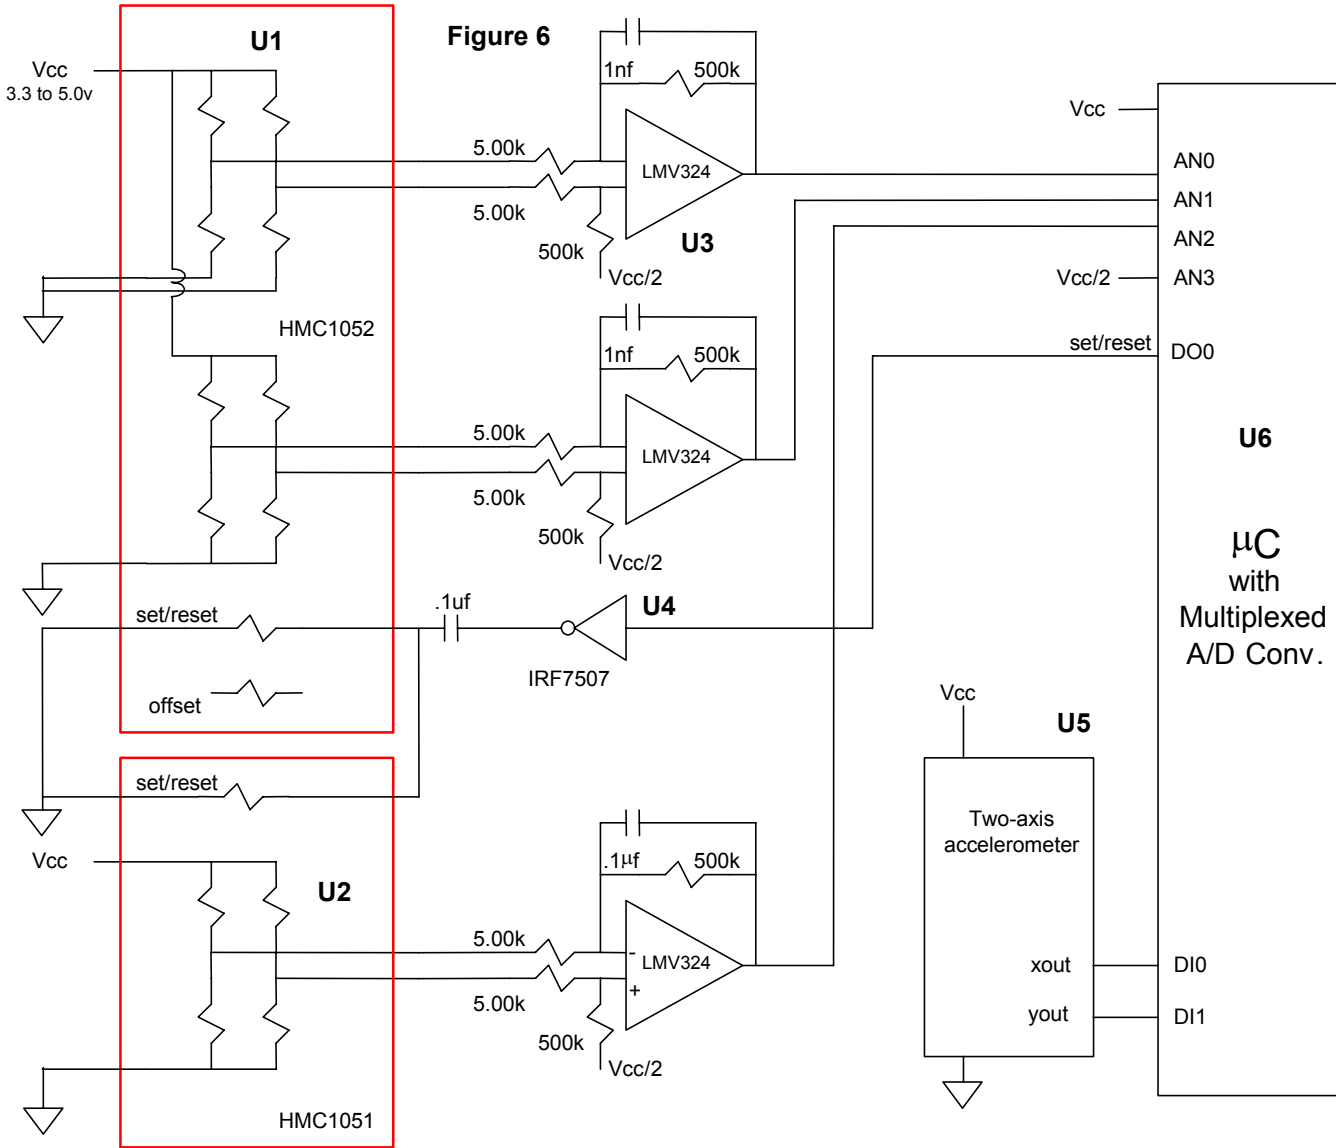 Figure 6
U1
Vcc
3.3 to 5.0v
HMC1052
set/reset
offset
5.00k
5.00k
1nf
500k
LMV324
U3
500k
Vcc/2
5.00k
5.00k
1nf
500k
LMV324
500k
Vcc/2
.1uf
U4
IRF7507
set/reset
Vcc
U2
HMC1051
5.00k
5.00k
.1µf
500k
-
LMV324
+
500k
Vcc/2
Vcc
U5
Two-axis
accelerometer
xout
yout
Vcc
AN0
AN1
AN2
Vcc/2
AN3
set/reset
DO0
U6
µC
with
Multiplexed
A/D Conv.
DI0
DI1